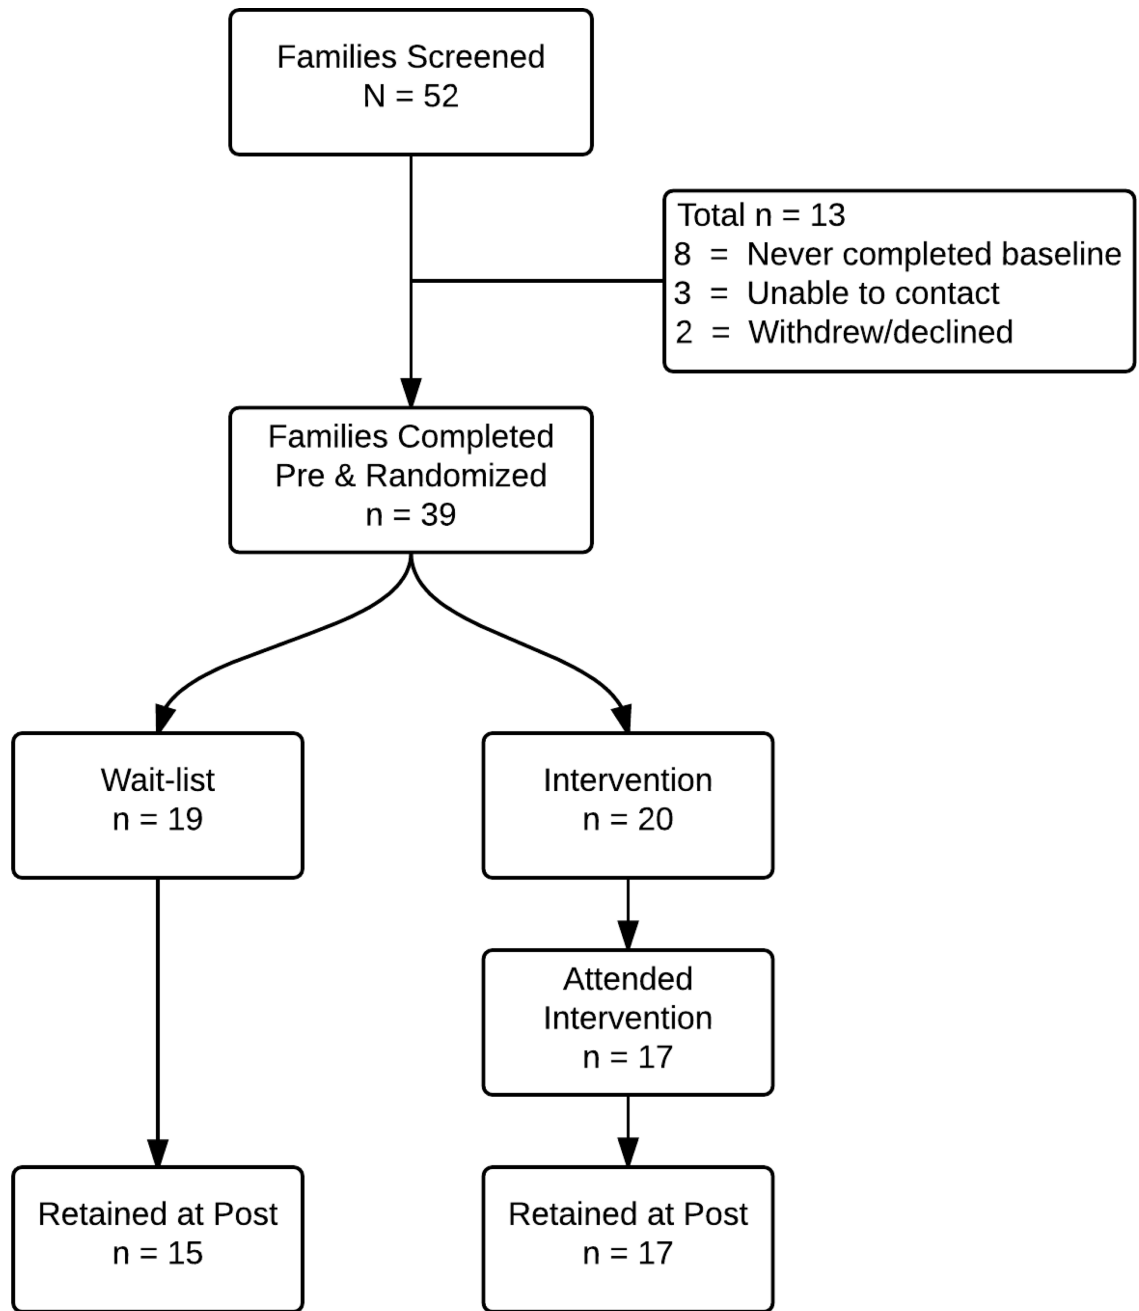 Families Screened
N = 52
Total n = 13
8 = Never completed baseline
3 = Unable to contact
2 = Withdrew/declined
Families Completed
Pre & Randomized
n = 39
Wait-list
n = 19
Intervention
n = 20
Attended
Intervention
n = 17
Retained at Post
n = 15
Retained at Post
n = 17